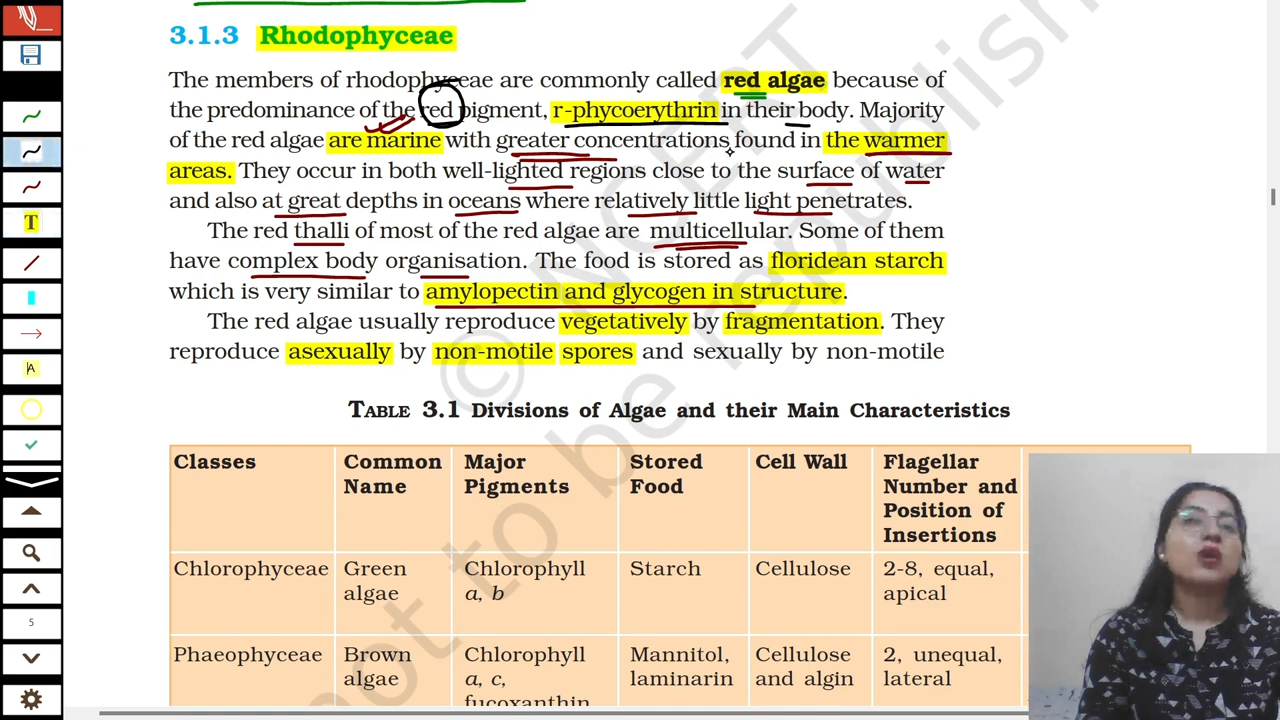 3.1.3 Rhodophyceae
The members of rhodophyceae are commonly called red algae because of
the predominance of the red pigment, r-phycoerythrin in their body. Majority
of the red algae are marine with greater concentrations found in the warmer
areas. They occur in both well-lighted regions close to the surface of water
and also at great depths in oceans where relatively little light penetrates.
The red thalli of most of the red algae are multicellular. Some of them
have complex body organisation. The food is stored as floridean starch
which is very similar to amylopectin and glycogen in structure.
The red algae usually reproduce vegetatively by fragmentation. They
reproduce asexually by non-motile spores and sexually by non-motile
TABLE 3.1 Divisions of Algae and their Main Characteristics
Classes Common Name Major Pigments Stored Food Cell Wall Flagellar Number and Position of Insertions
Chlorophyceae Green algae Chlorophyll a, b Starch Cellulose 2-8, equal, apical
Phaeophyceae Brown algae Chlorophyll a, c, fucoxanthin Mannitol, laminarin Cellulose and algin 2, unequal, lateral
© NCERT
not to be republish
T
A
5